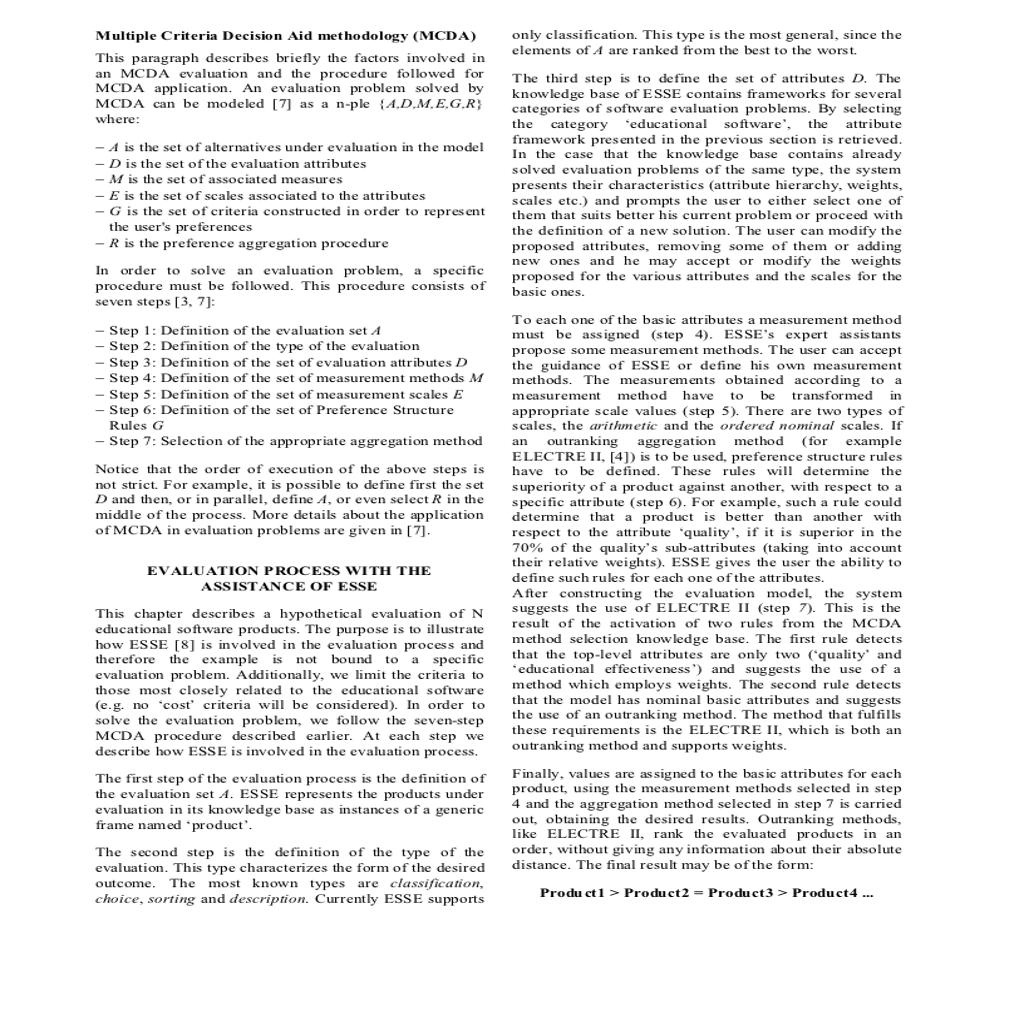 Multiple Criteria Decision Aid methodology (MCDA)
This paragraph describes briefly the factors involved in
an MCDA evaluation and the procedure followed for
MCDA application. An evaluation problem solved by
MCDA can be modeled [7] as a n-ple {A,D,M,E,G,R}
where:
– A is the set of alternatives under evaluation in the model
– D is the set of the evaluation attributes
– M is the set of associated measures
– E is the set of scales associated to the attributes
– G is the set of criteria constructed in order to represent
the user's preferences
– R is the preference aggregation procedure
In order to solve an evaluation problem, a specific
procedure must be followed. This procedure consists of
seven steps [3, 7]:
– Step 1: Definition of the evaluation set A
– Step 2: Definition of the type of the evaluation
– Step 3: Definition of the set of evaluation attributes D
– Step 4: Definition of the set of measurement methods M
– Step 5: Definition of the set of measurement scales E
– Step 6: Definition of the set of Preference Structure
Rules G
– Step 7: Selection of the appropriate aggregation method
Notice that the order of execution of the above steps is
not strict. For example, it is possible to define first the set
D and then, or in parallel, define A, or even select R in the
middle of the process. More details about the application
of MCDA in evaluation problems are given in [7].
EVALUATION PROCESS WITH THE
ASSISTANCE OF ESSE
This chapter describes a hypothetical evaluation of N
educational software products. The purpose is to illustrate
how ESSE [8] is involved in the evaluation process and
therefore the example is not bound to a specific
evaluation problem. Additionally, we limit the criteria to
those most closely related to the educational software
(e.g. no ‘cost’ criteria will be considered). In order to
solve the evaluation problem, we follow the seven-step
MCDA procedure described earlier. At each step we
describe how ESSE is involved in the evaluation process.
The first step of the evaluation process is the definition of
the evaluation set A. ESSE represents the products under
evaluation in its knowledge base as instances of a generic
frame named ‘product’.
The second step is the definition of the type of the
evaluation. This type characterizes the form of the desired
outcome. The most known types are classification,
choice, sorting and description. Currently ESSE supports
only classification. This type is the most general, since the
elements of A are ranked from the best to the worst.
The third step is to define the set of attributes D. The
knowledge base of ESSE contains frameworks for several
categories of software evaluation problems. By selecting
the category ‘educational software’, the attribute
framework presented in the previous section is retrieved.
In the case that the knowledge base contains already
solved evaluation problems of the same type, the system
presents their characteristics (attribute hierarchy, weights,
scales etc.) and prompts the user to either select one of
them that suits better his current problem or proceed with
the definition of a new solution. The user can modify the
proposed attributes, removing some of them or adding
new ones and he may accept or modify the weights
proposed for the various attributes and the scales for the
basic ones.
To each one of the basic attributes a measurement method
must be assigned (step 4). ESSE’s expert assistants
propose some measurement methods. The user can accept
the guidance of ESSE or define his own measurement
methods. The measurements obtained according to a
measurement method have to be transformed in
appropriate scale values (step 5). There are two types of
scales, the arithmetic and the ordered nominal scales. If
an outranking aggregation method (for example
ELECTRE II, [4]) is to be used, preference structure rules
have to be defined. These rules will determine the
superiority of a product against another, with respect to a
specific attribute (step 6). For example, such a rule could
determine that a product is better than another with
respect to the attribute ‘quality’, if it is superior in the
70% of the quality’s sub-attributes (taking into account
their relative weights). ESSE gives the user the ability to
define such rules for each one of the attributes.
After constructing the evaluation model, the system
suggests the use of ELECTRE II (step 7). This is the
result of the activation of two rules from the MCDA
method selection knowledge base. The first rule detects
that the top-level attributes are only two (‘quality’ and
‘educational effectiveness’) and suggests the use of a
method which employs weights. The second rule detects
that the model has nominal basic attributes and suggests
the use of an outranking method. The method that fulfills
these requirements is the ELECTRE II, which is both an
outranking method and supports weights.
Finally, values are assigned to the basic attributes for each
product, using the measurement methods selected in step
4 and the aggregation method selected in step 7 is carried
out, obtaining the desired results. Outranking methods,
like ELECTRE II, rank the evaluated products in an
order, without giving any information about their absolute
distance. The final result may be of the form:
Product1 > Product2 = Product3 > Product4 ...